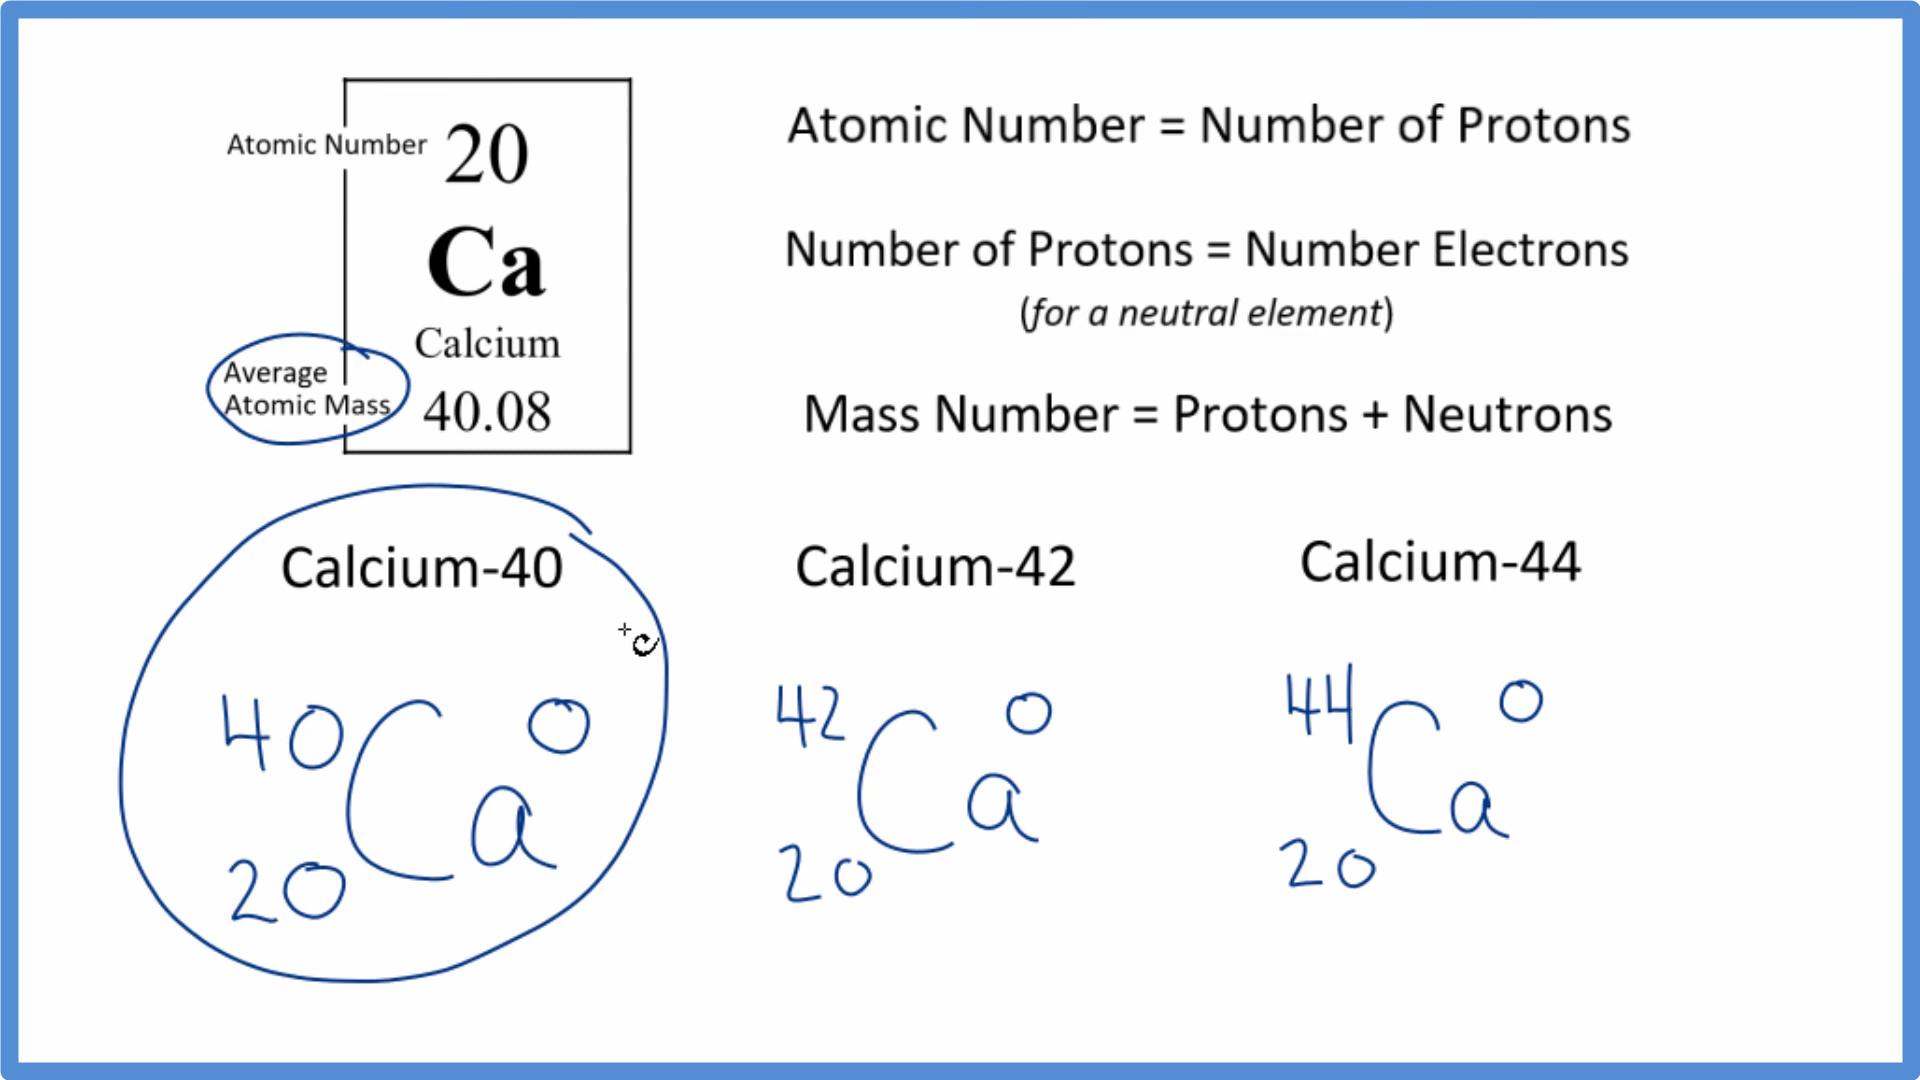 Atomic Number 20
Ca
Calcium
Average
Atomic Mass 40.08
Atomic Number = Number of Protons
Number of Protons = Number Electrons
(for a neutral element)
Mass Number = Protons + Neutrons
Calcium-40
40 Ca 0
20
Calcium-42
42 Ca 0
20
Calcium-44
44 Ca 0
20